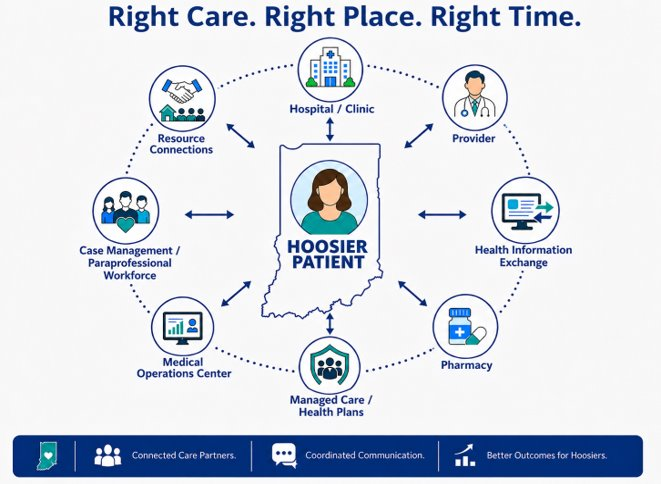 Right Care. Right Place. Right Time.
Hospital / Clinic
Provider
Resource
Connections
HOOSIER
PATIENT
Case Management /
Paraprofessional
Workforce
Health Information
Exchange
Medical
Operations Center
Pharmacy
Managed Care /
Health Plans
Connected Care Partners.
Coordinated Communication.
Better Outcomes for Hoosiers.